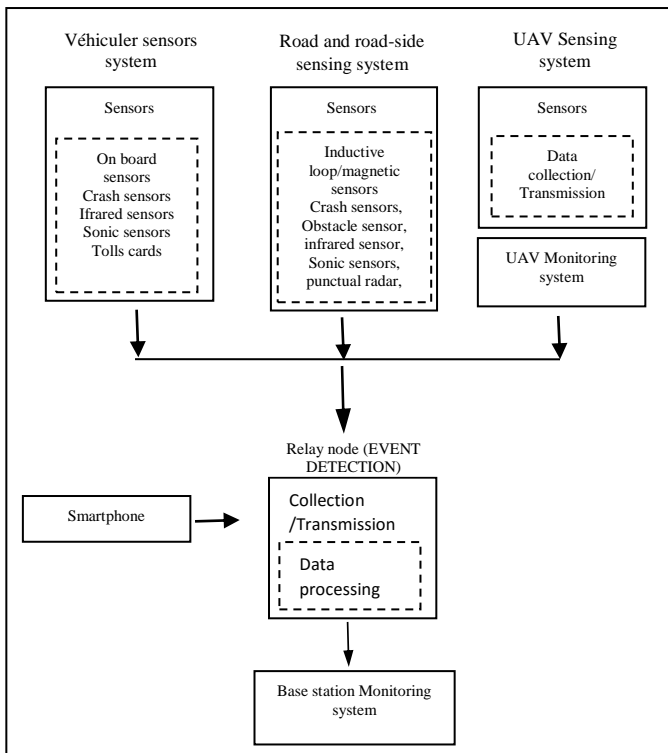 Véhiculer sensors
system
Sensors
On board
sensors
Crash sensors
Ifrared sensors
Sonic sensors
Tolls cards
Road and road-side
sensing system
Sensors
Inductive
loop/magnetic
sensors
Crash sensors,
Obstacle sensor,
infrared sensor,
Sonic sensors,
punctual radar,
UAV Sensing
system
Sensors
Data
collection/
Transmission
UAV Monitoring
system
Relay node (EVENT
DETECTION)
Smartphone
Collection
/Transmission
Data
processing
Base station Monitoring
system